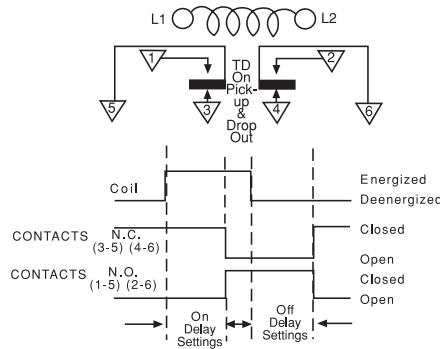 L1 L2
1 2
TD
On
Pick-
up
&
Drop
Out
5 3 4 6
Coil
Energized
Deenergized
CONTACTS N.C.
(3-5) (4-6)
Closed
Open
CONTACTS N.O.
(1-5) (2-6)
Closed
Open
On
Delay
Settings
Off
Delay
Settings